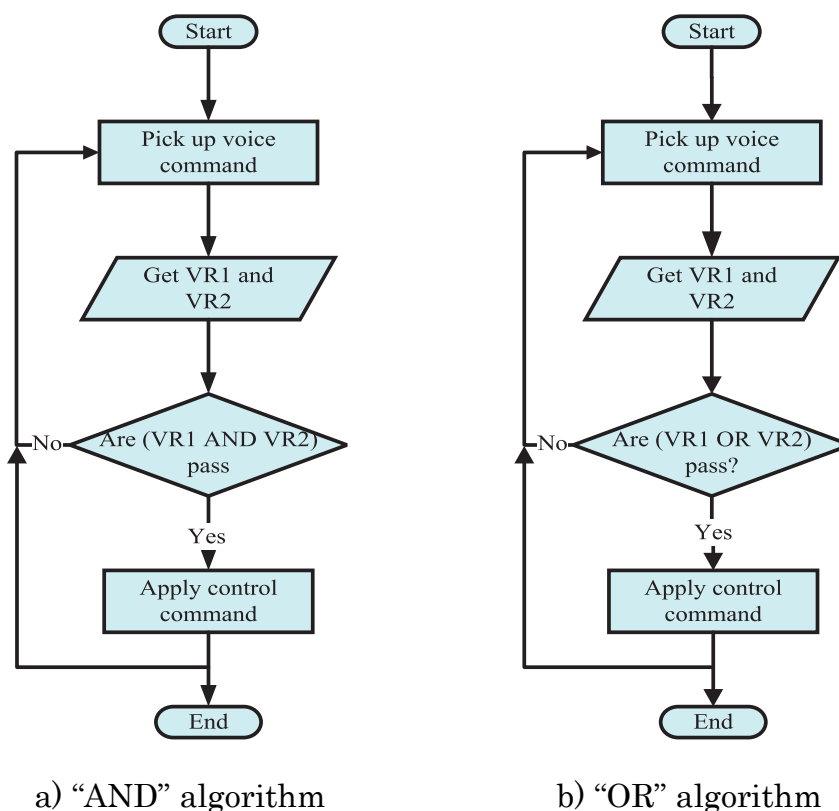 Start
Pick up voice
command
Get VR1 and
VR2
Are (VR1 AND VR2)
pass
No
Yes
Apply control
command
End
a) “AND” algorithm
Start
Pick up voice
command
Get VR1 and
VR2
Are (VR1 OR VR2)
pass?
No
Yes
Apply control
command
End
b) “OR” algorithm